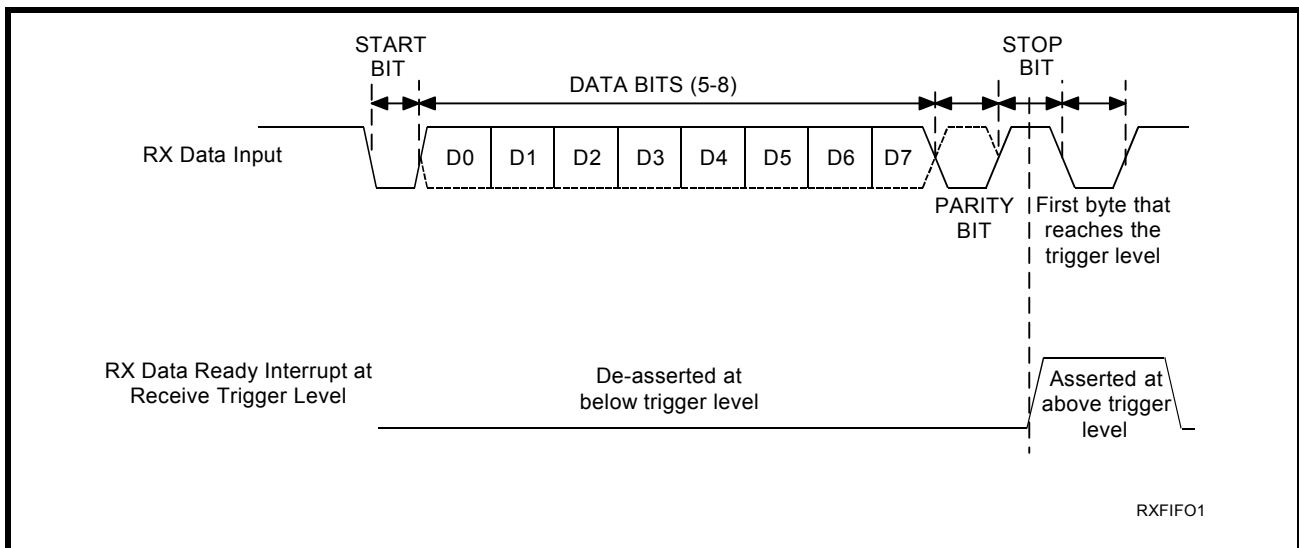 START
BIT
STOP
BIT
DATA BITS (5-8)
RX Data Input
D0 D1 D2 D3 D4 D5 D6 D7
PARITY
BIT
First byte that
reaches the
trigger level
RX Data Ready Interrupt at
Receive Trigger Level
De-asserted at
below trigger level
Asserted at
above trigger
level
RXFIFO1